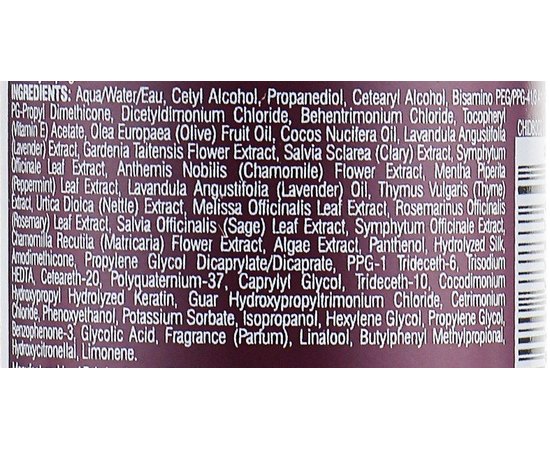 INGREDIENTS: Aqua/Water/Eau, Cetyl Alcohol, Propanediol, Cetearyl Alcohol, Bisamino PEG/PPG-41/3 A
PG-Propyl Dimethicone, Dicetyldimonium Chloride, Behentrimonium Chloride, Tocopheryl
(Vitamin E) Acetate, Olea Europaea (Olive) Fruit Oil, Cocos Nucifera Oil, Lavandula Angustifolia
(Lavender) Extract, Gardenia Taitensis Flower Extract, Salvia Sclarea (Clary) Extract, Symphytum
Officinale Leaf Extract, Anthemis Nobilis (Chamomile) Flower Extract, Mentha Piperita
(Peppermint) Leaf Extract, Lavandula Angustifolia (Lavender) Oil, Thymus Vulgaris (Thyme)
Extract, Urtica Dioica (Nettle) Extract, Melissa Officinalis Leaf Extract, Rosemarinus Officinalis
(Rosemary) Leaf Extract, Salvia Officinalis (Sage) Leaf Extract, Symphytum Officinale Extract,
Chamomilla Recutita (Matricaria) Flower Extract, Algae Extract, Panthenol, Hydrolyzed Silk,
Amodimethicone, Propylene Glycol Dicaprylate/Dicaprate, PPG-1 Trideceth-6, Trisodium
HEDTA, Ceteareth-20, Polyquaternium-37, Caprylyl Glycol, Trideceth-10, Cocodimonium
Hydroxypropyl Hydrolyzed Keratin, Guar Hydroxypropyltrimonium Chloride, Cetrimonium
Chloride, Phenoxyethanol, Potassium Sorbate, Isopropanol, Hexylene Glycol, Propylene Glycol,
Benzophenone-3, Glycolic Acid, Fragrance (Parfum), Linalool, Butylphenyl Methylpropional,
Hydroxycitronellal, Limonene.